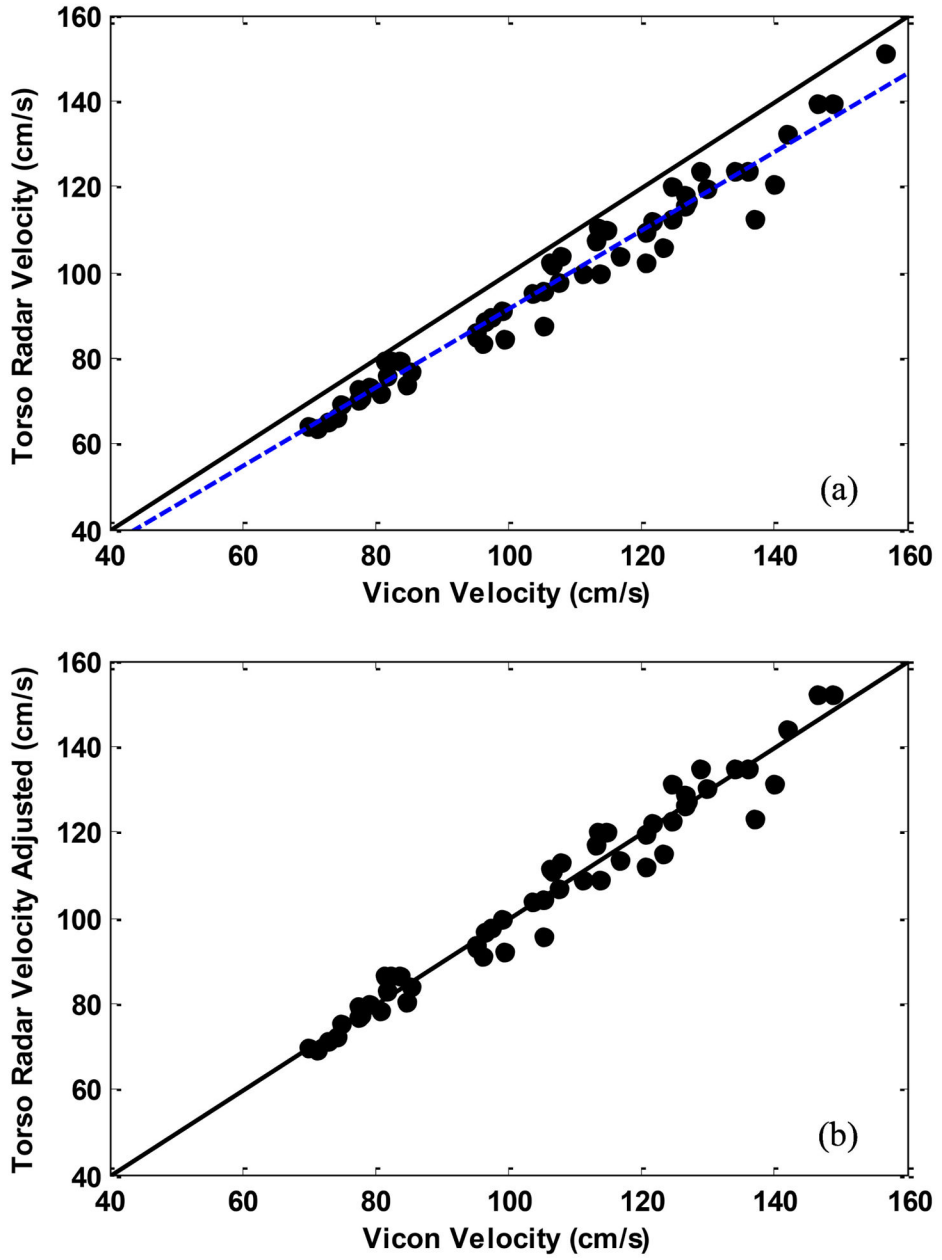 160
140
120
100
80
60
40
Torso Radar Velocity (cm/s)
(a)
40 60 80 100 120 140 160
Vicon Velocity (cm/s)
160
140
120
100
80
60
40
Torso Radar Velocity Adjusted (cm/s)
(b)
40 60 80 100 120 140 160
Vicon Velocity (cm/s)